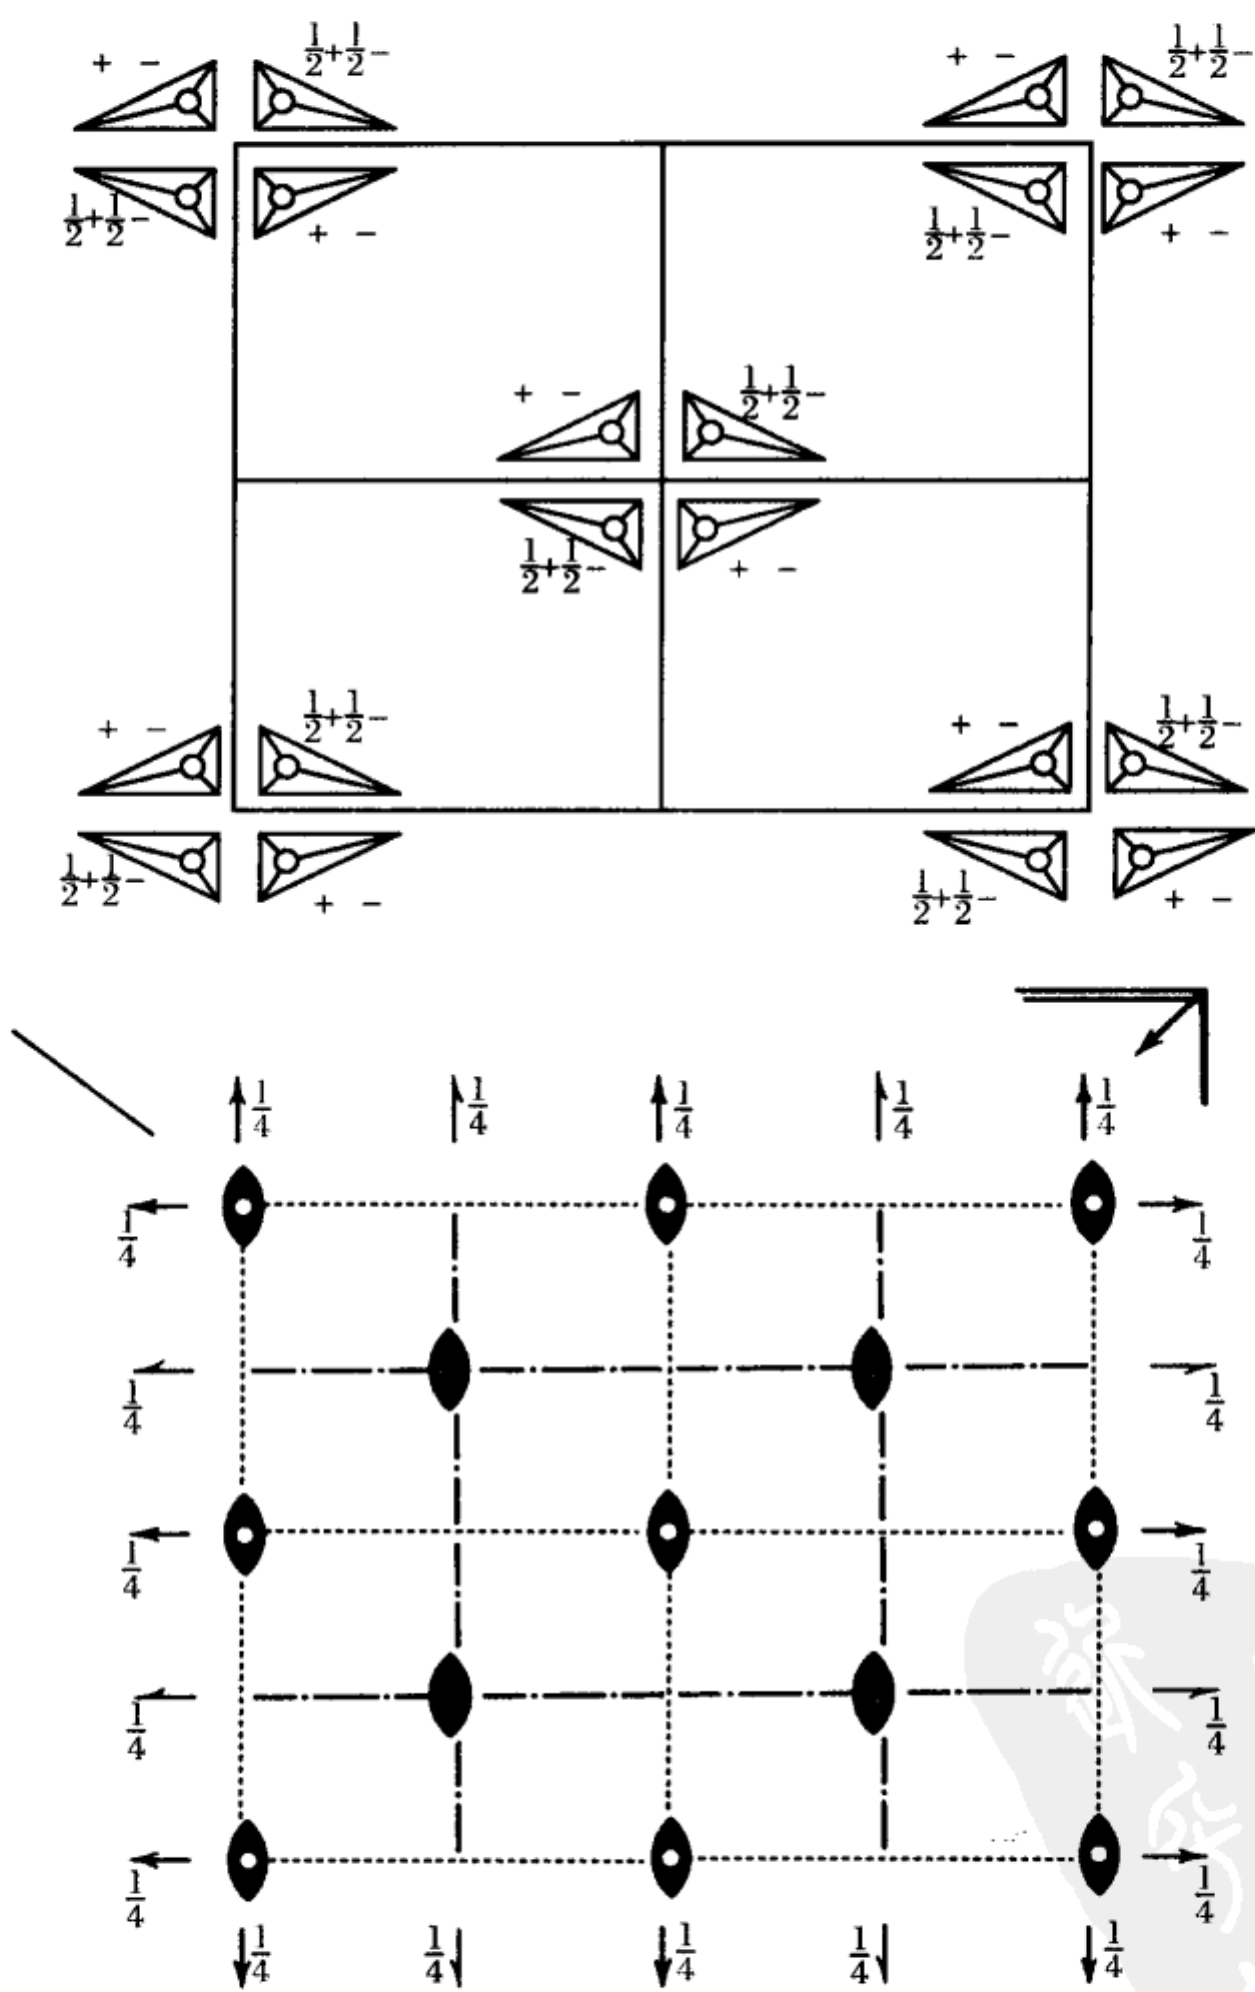 + - 1/2+ 1/2- + - 1/2+ 1/2-
1/2+ 1/2- + - 1/2+ 1/2- + -
+ - 1/2+ 1/2-
1/2+ 1/2- + -
+ - 1/2+ 1/2- + - 1/2+ 1/2-
1/2+ 1/2- + - 1/2+ 1/2- + -
1/4 1/4 1/4 1/4 1/4
1/4 1/4
1/4 1/4
1/4 1/4
1/4 1/4
1/4 1/4
1/4 1/4 1/4 1/4 1/4